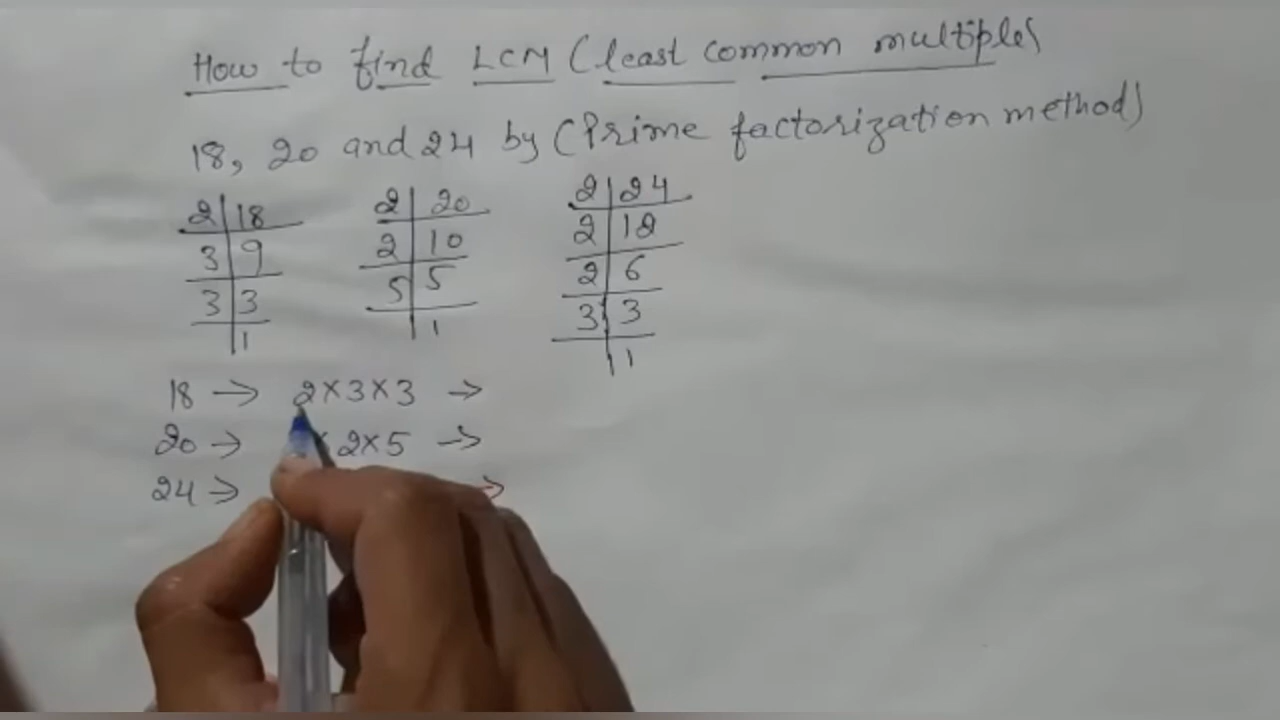 How to find LCM (least common multiples
18, 20 and 24 by (Prime factorization method)
2 18
3 9
3 3
1
2 20
2 10
5 5
1
2 24
2 12
2 6
3 3
1
18 → 2×3×3 →
20 → × 2×5 →
24 → →